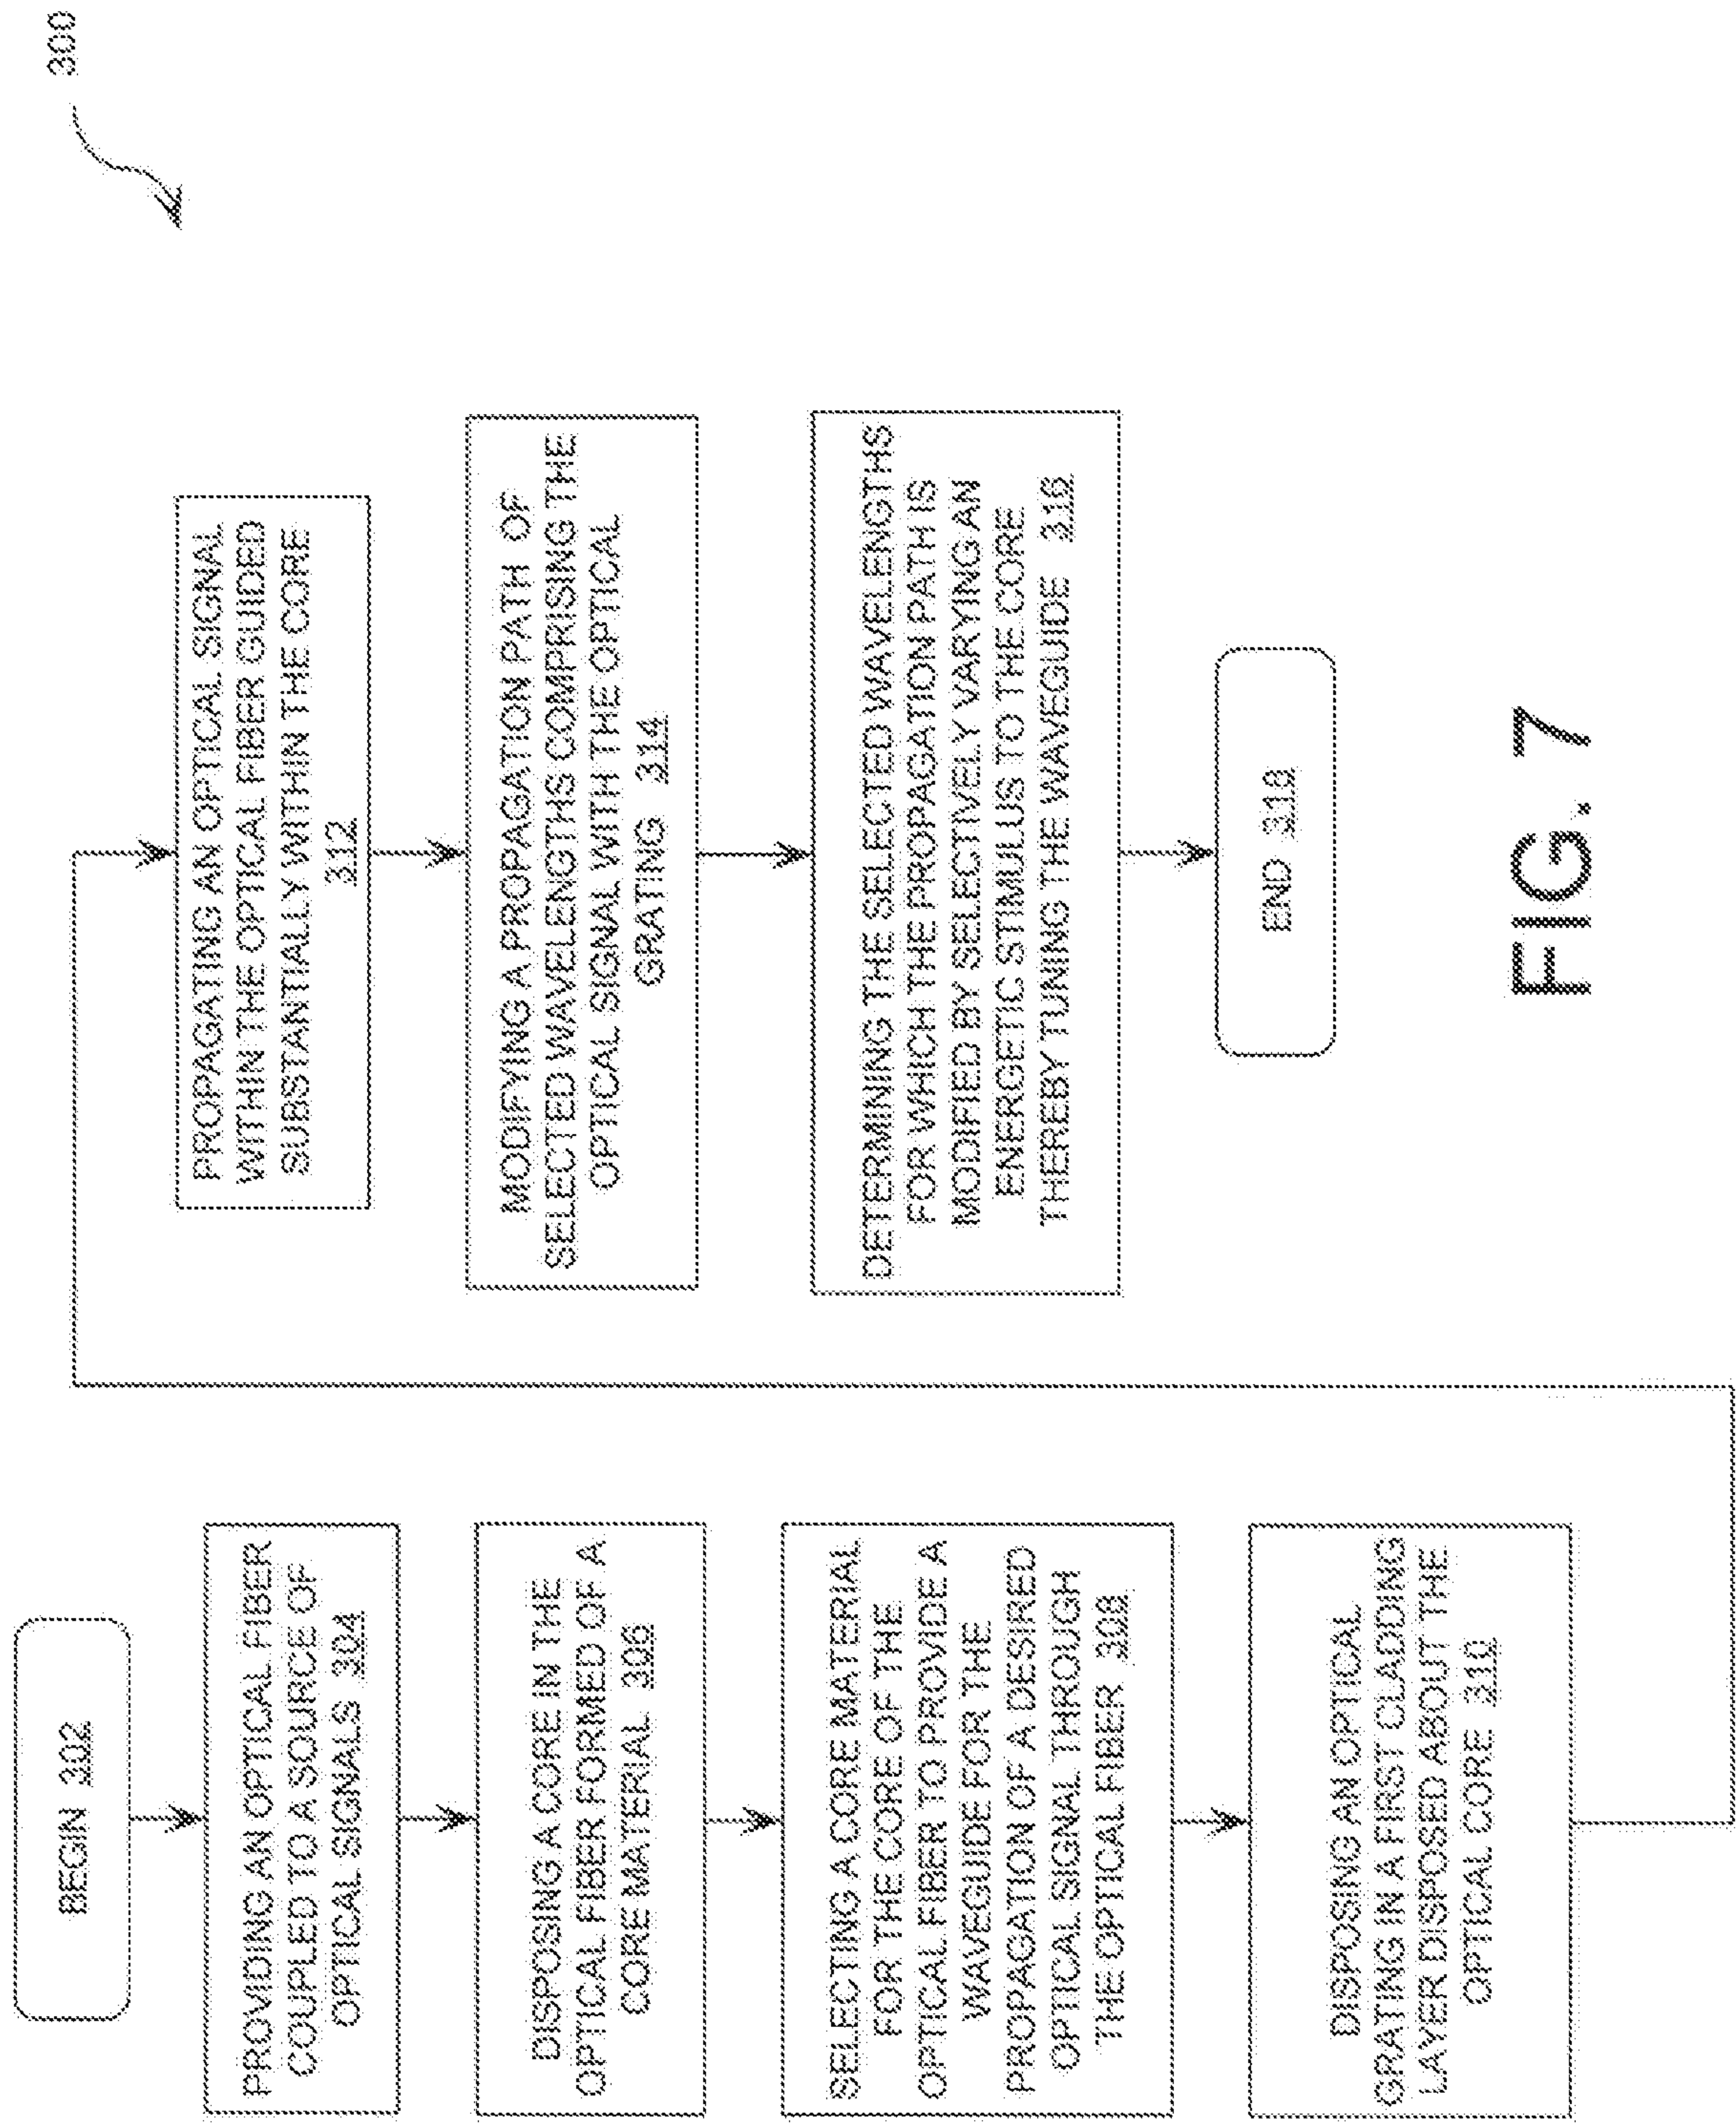 300
BEGIN 302
PROVIDING AN OPTICAL FIBER
COUPLED TO A SOURCE OF
OPTICAL SIGNALS 304
DISPOSING A CORE IN THE
OPTICAL FIBER FORMED OF A
CORE MATERIAL 306
SELECTING A CORE MATERIAL
FOR THE CORE OF THE
OPTICAL FIBER TO PROVIDE A
WAVEGUIDE FOR THE
PROPAGATION OF A DESIRED
OPTICAL SIGNAL THROUGH
THE OPTICAL FIBER 308
DISPOSING AN OPTICAL
GRATING IN A FIRST CLADDING
LAYER DISPOSED ABOUT THE
OPTICAL CORE 310
PROPAGATING AN OPTICAL SIGNAL
WITHIN THE OPTICAL FIBER GUIDED
SUBSTANTIALLY WITHIN THE CORE
312
MODIFYING A PROPAGATION PATH OF
SELECTED WAVELENGTHS COMPRISING THE
OPTICAL SIGNAL WITH THE OPTICAL
GRATING 314
DETERMINING THE SELECTED WAVELENGTHS
FOR WHICH THE PROPAGATION PATH IS
MODIFIED BY SELECTIVELY VARYING AN
ENERGETIC STIMULUS TO THE CORE
THEREBY TUNING THE WAVEGUIDE 316
END 318
FIG. 7